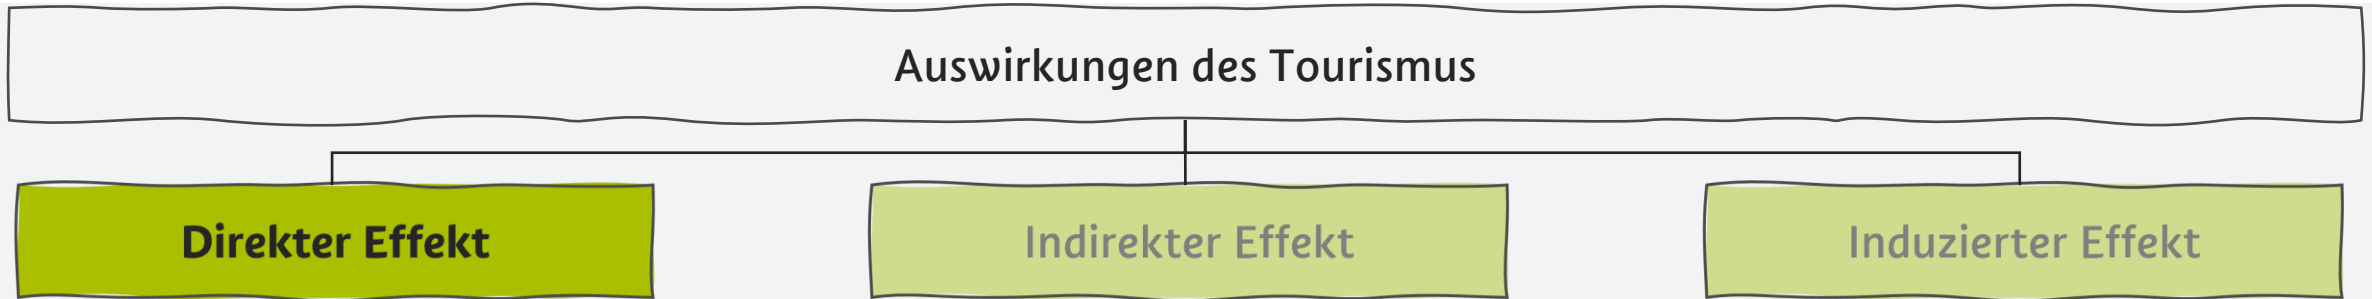 Auswirkungen des Tourismus
Direkter Effekt
Indirekter Effekt
Induzierter Effekt